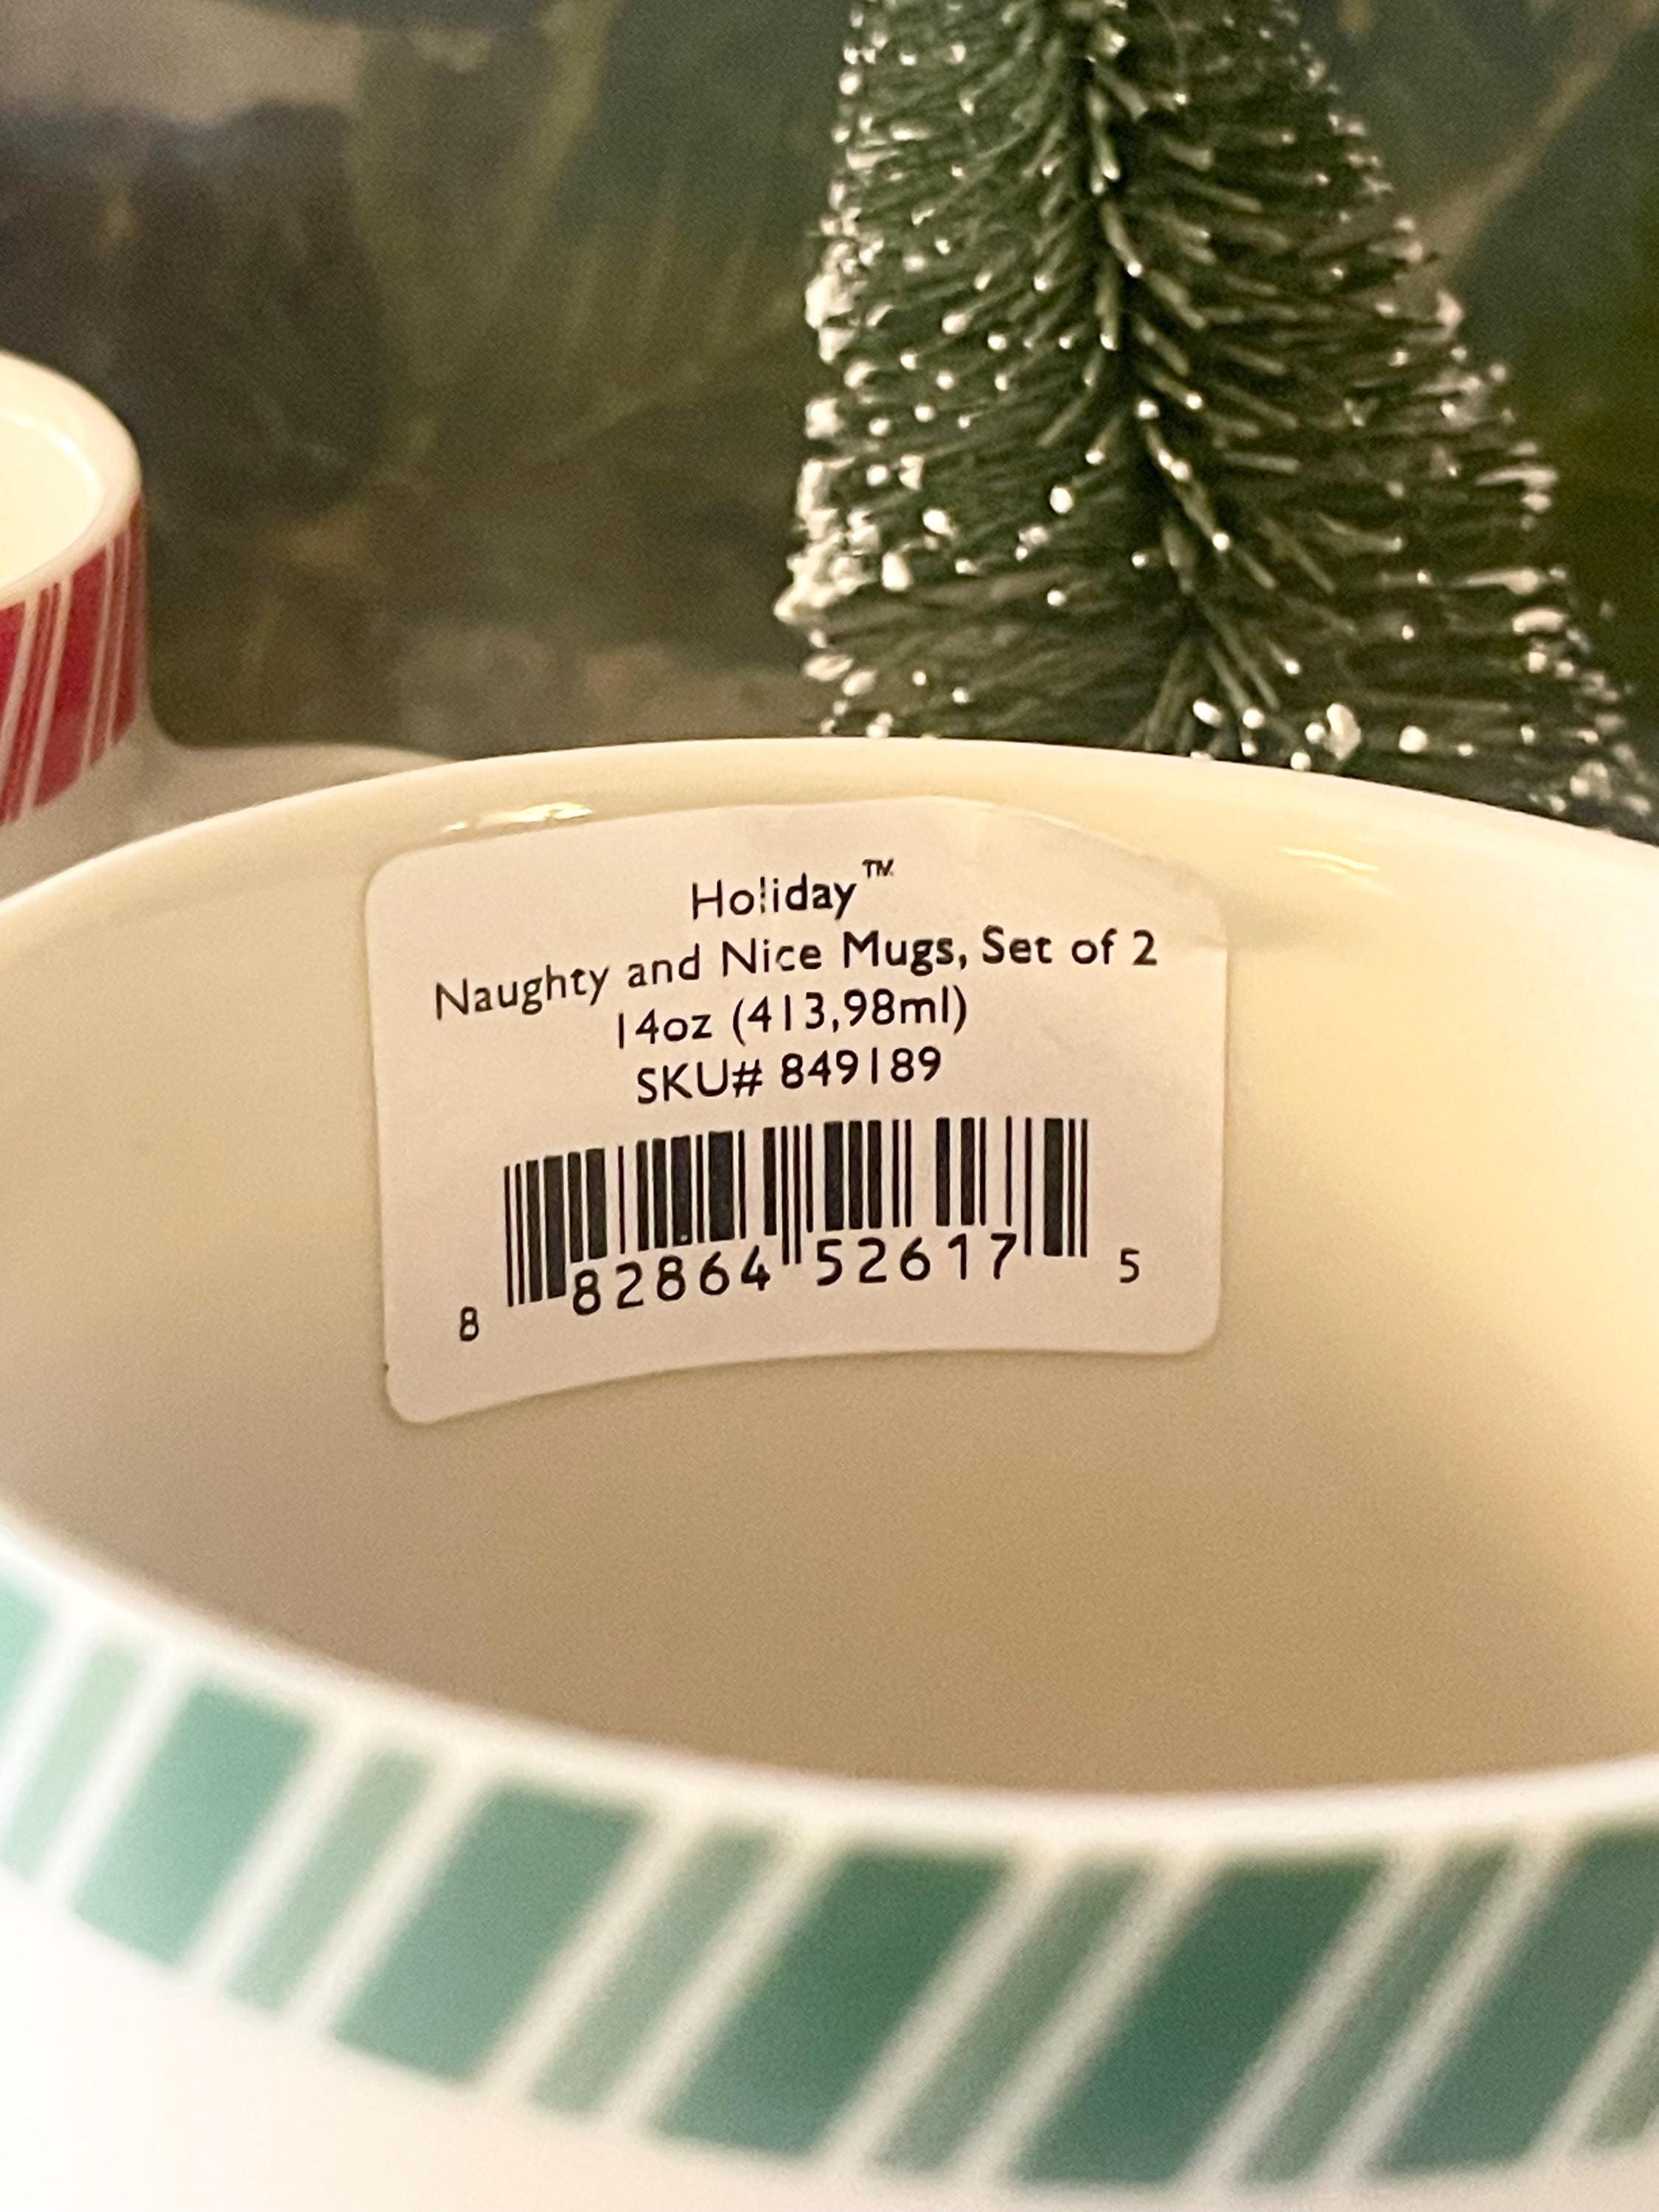 Holiday™
Naughty and Nice Mugs, Set of 2
14oz (413,98ml)
SKU# 849189
8 82864 52617 5